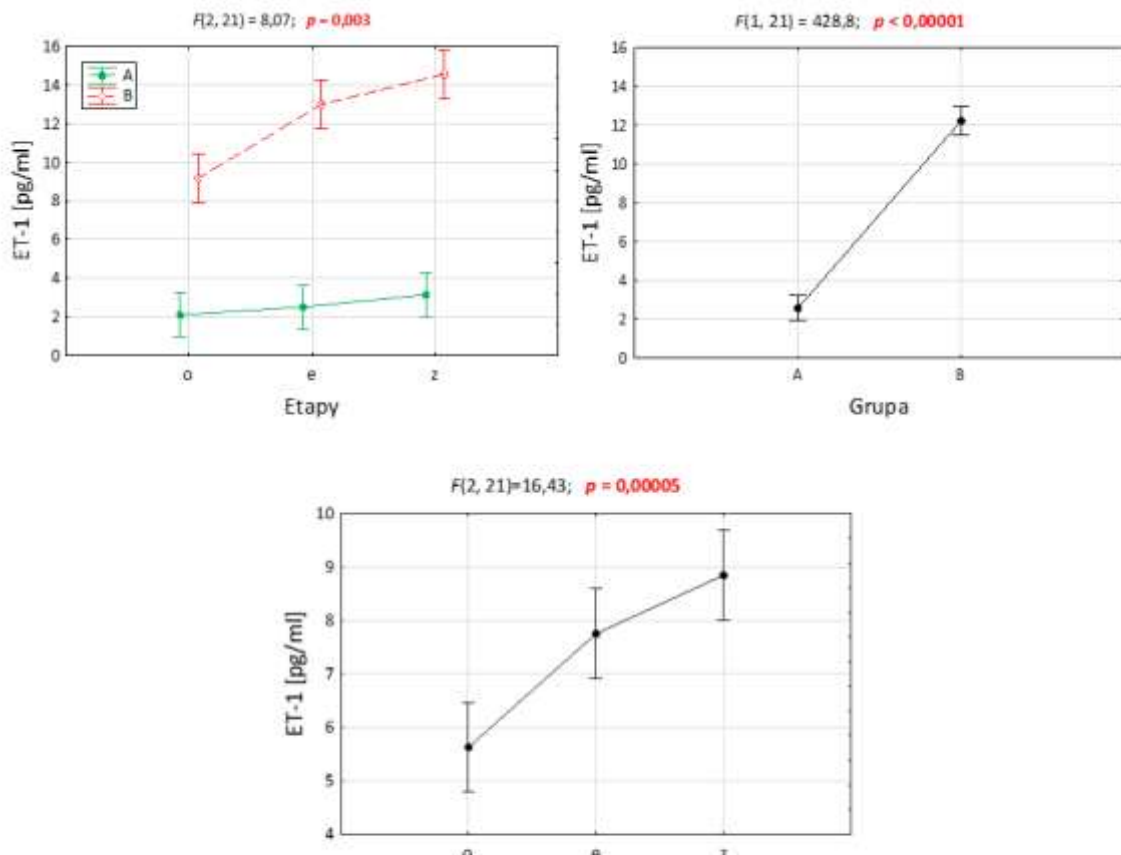 F(2, 21) = 8,07; p = 0,003
16
14
12
10
8
6
4
2
0
ET-1 [pg/ml]
A
B
o e z
Etapy
F(1, 21) = 428,8; p < 0,00001
16
14
12
10
8
6
4
2
0
ET-1 [pg/ml]
A B
Grupa
F(2, 21)=16,43; p = 0,00005
10
9
8
7
6
5
4
ET-1 [pg/ml]